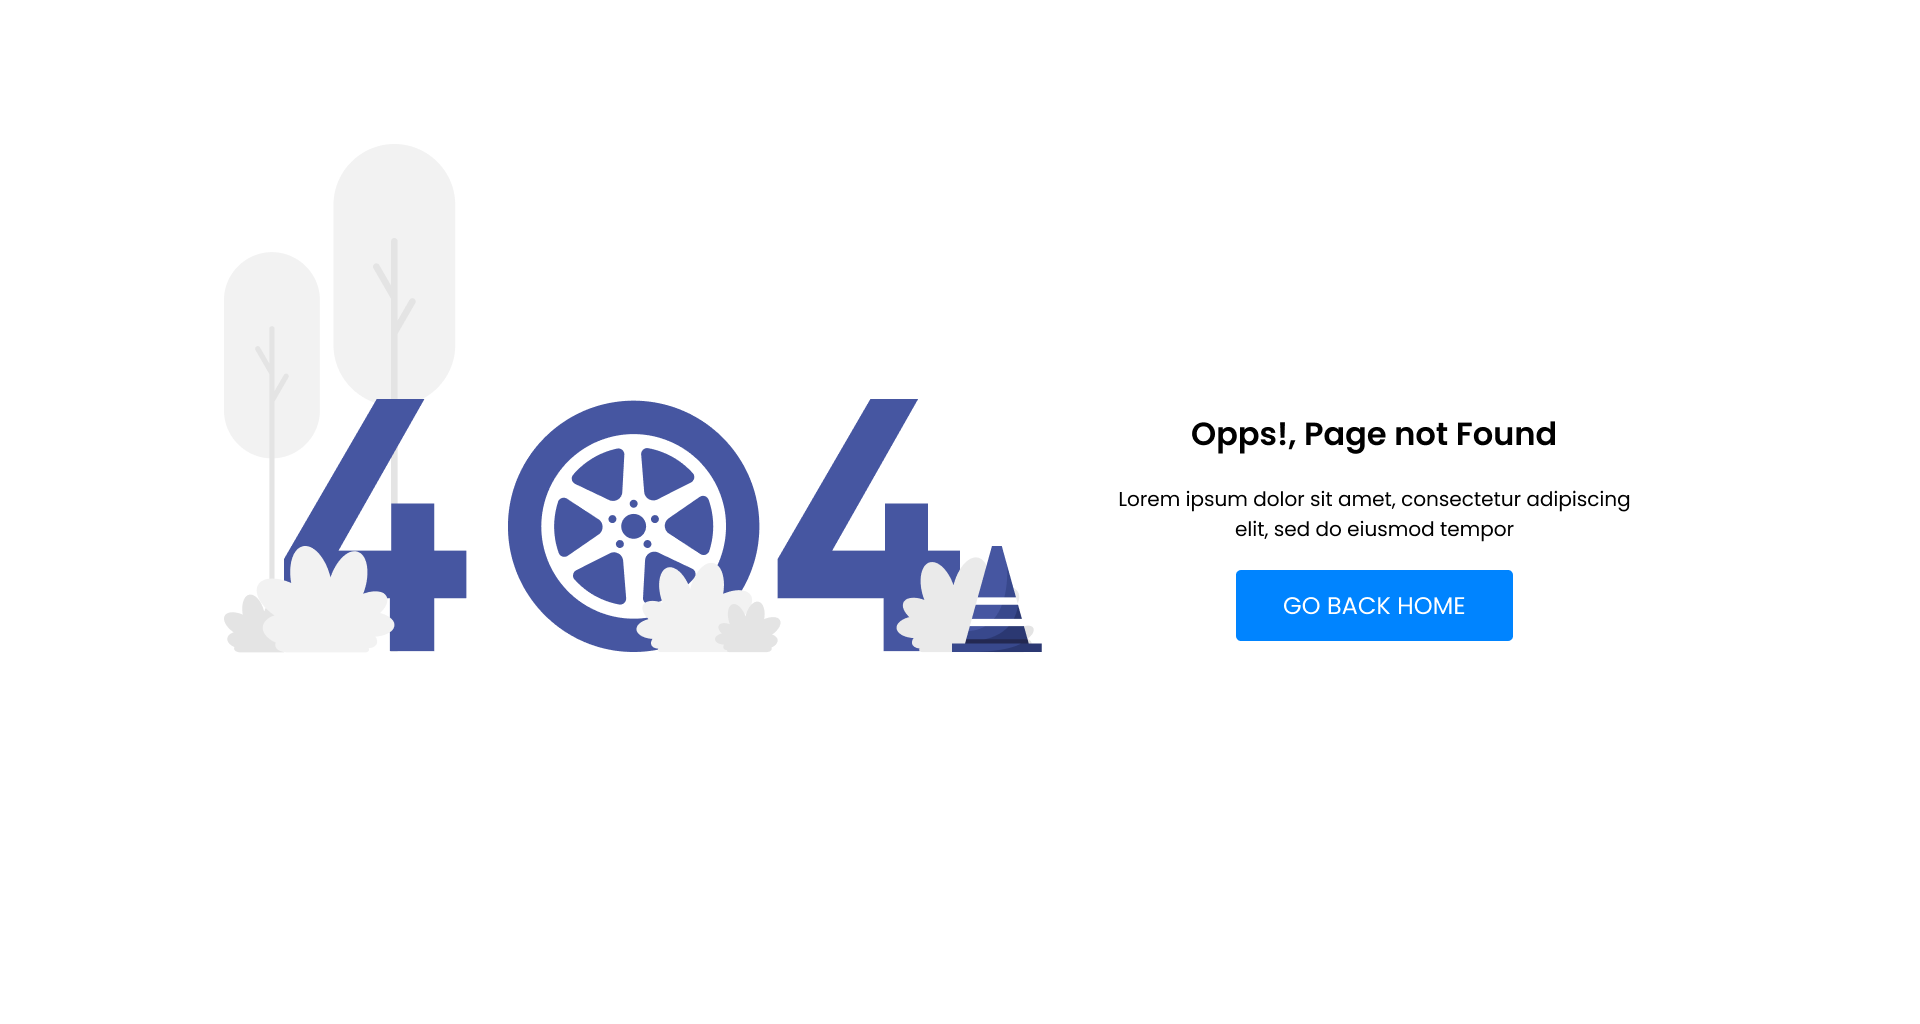 404
Opps!, Page not Found
Lorem ipsum dolor sit amet, consectetur adipiscing
elit, sed do eiusmod tempor
GO BACK HOME